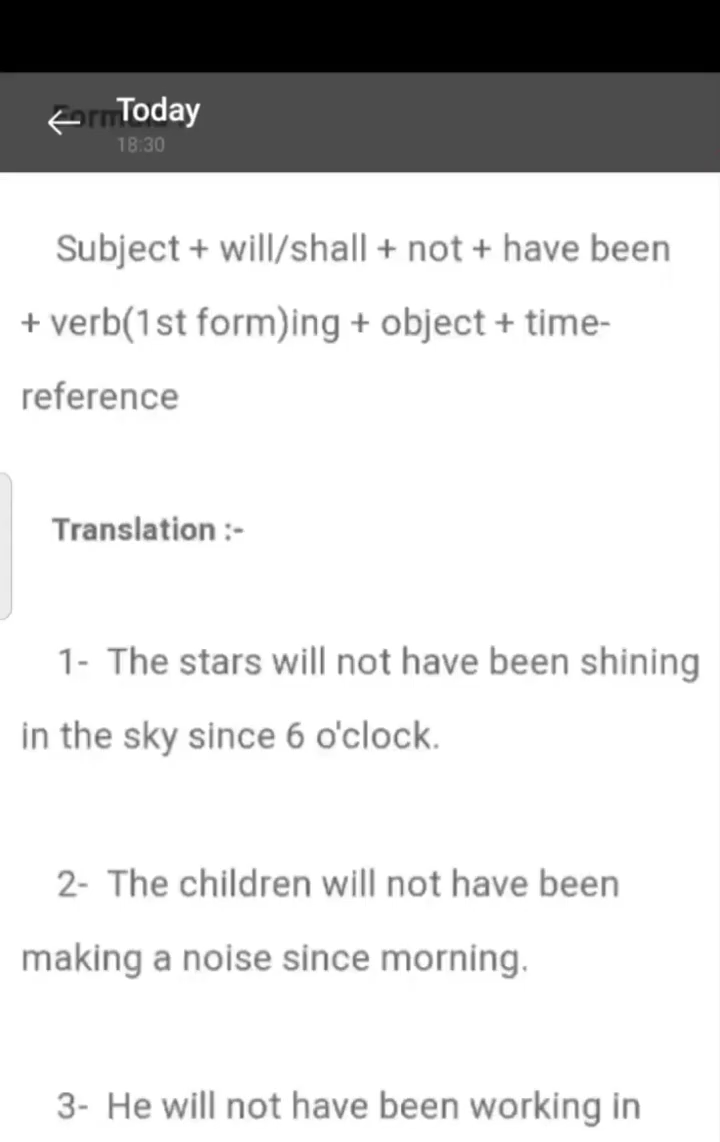 Today
18:30
Subject + will/shall + not + have been
+ verb(1st form)ing + object + time-
reference
Translation :-
1- The stars will not have been shining
in the sky since 6 o'clock.
2- The children will not have been
making a noise since morning.
3- He will not have been working in